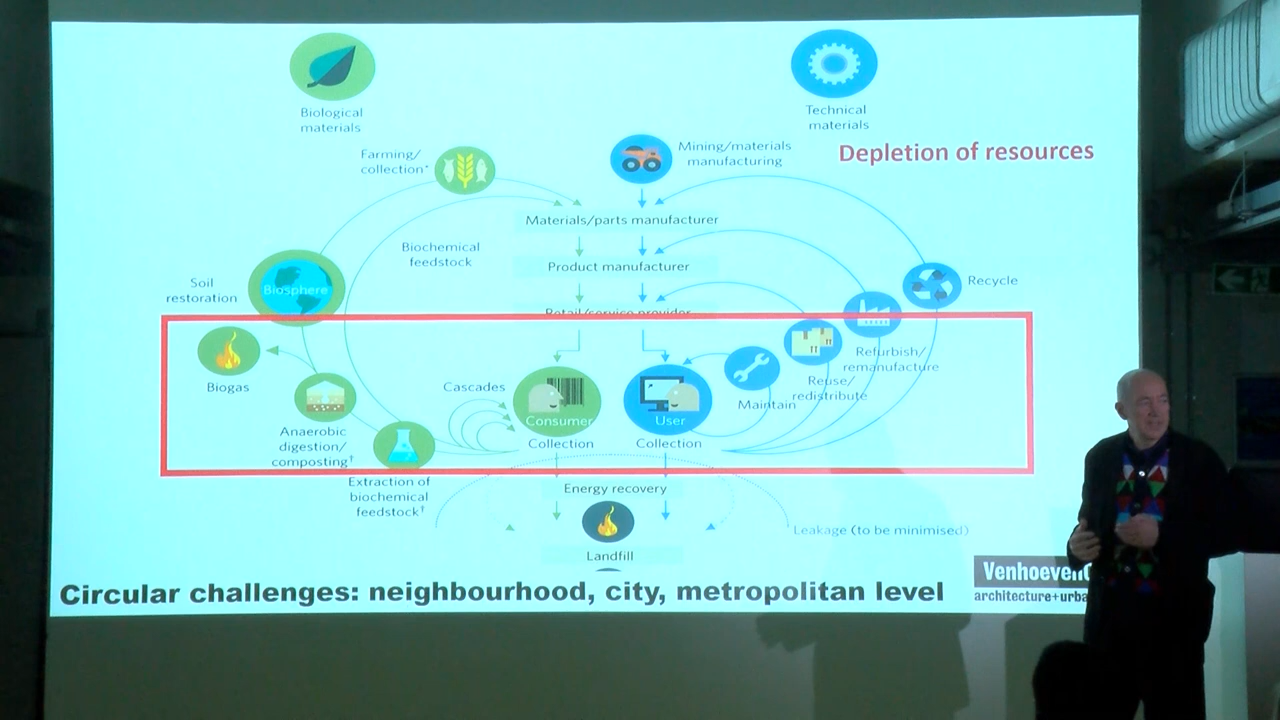 Biological
materials
Technical
materials
Farming/
collection*
Mining/materials
manufacturing
Depletion of resources
Materials/parts manufacturer
Biochemical
feedstock
Product manufacturer
Soil
restoration
Biosphere
Recycle
Retail/service provider
Biogas
Refurbish/
remanufacture
Reuse/
redistribute
Maintain
Cascades
Consumer
User
Collection
Collection
Anaerobic
digestion/
composting†
Extraction of
biochemical
feedstock†
Energy recovery
Leakage (to be minimised)
Landfill
Circular challenges: neighbourhood, city, metropolitan level
Venhoeven
architecture+urba